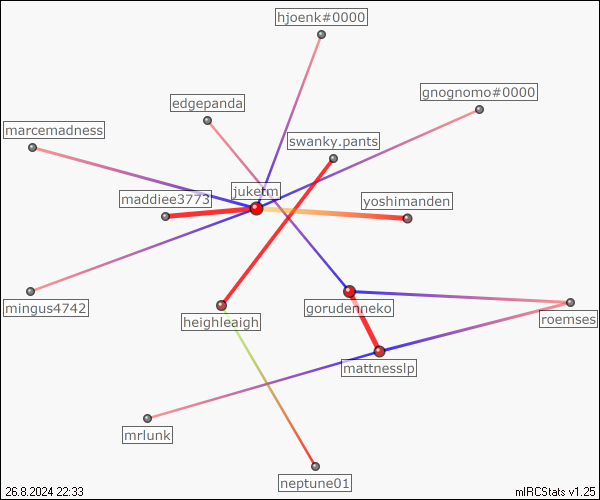 hjoenk#0000
gnognomo#0000
edgepanda
marcemadness
swanky.pants
juketm
maddiee3773
yoshimanden
mingus4742
heighleaigh
gorudenneko
roemses
mattnesslp
mrlunk
neptune01
26.8.2024 22:33
mIRCStats v1.25